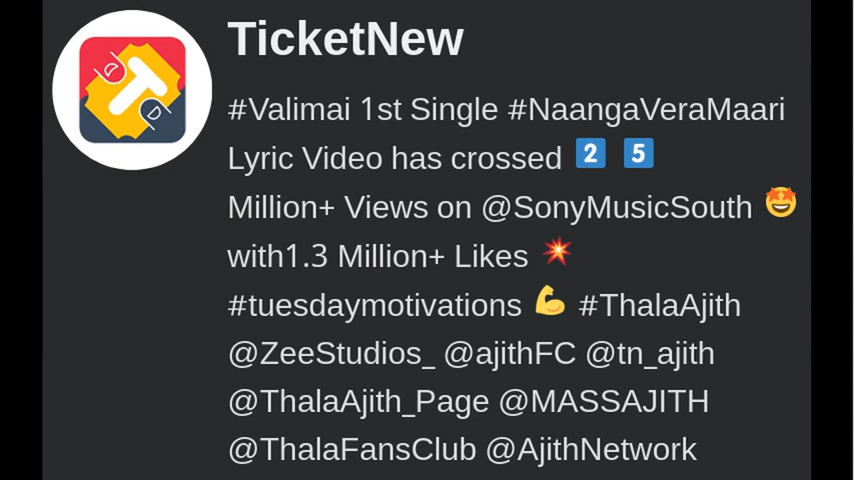 TicketNew
#Valimai 1st Single #NaangaVeraMaari
Lyric Video has crossed 2️⃣ 5️⃣
Million+ Views on @SonyMusicSouth 🤩
with1.3 Million+ Likes 💥
#tuesdaymotivations 💪 #ThalaAjith
@ZeeStudios_ @ajithFC @tn_ajith
@ThalaAjith_Page @MASSAJITH
@ThalaFansClub @AjithNetwork